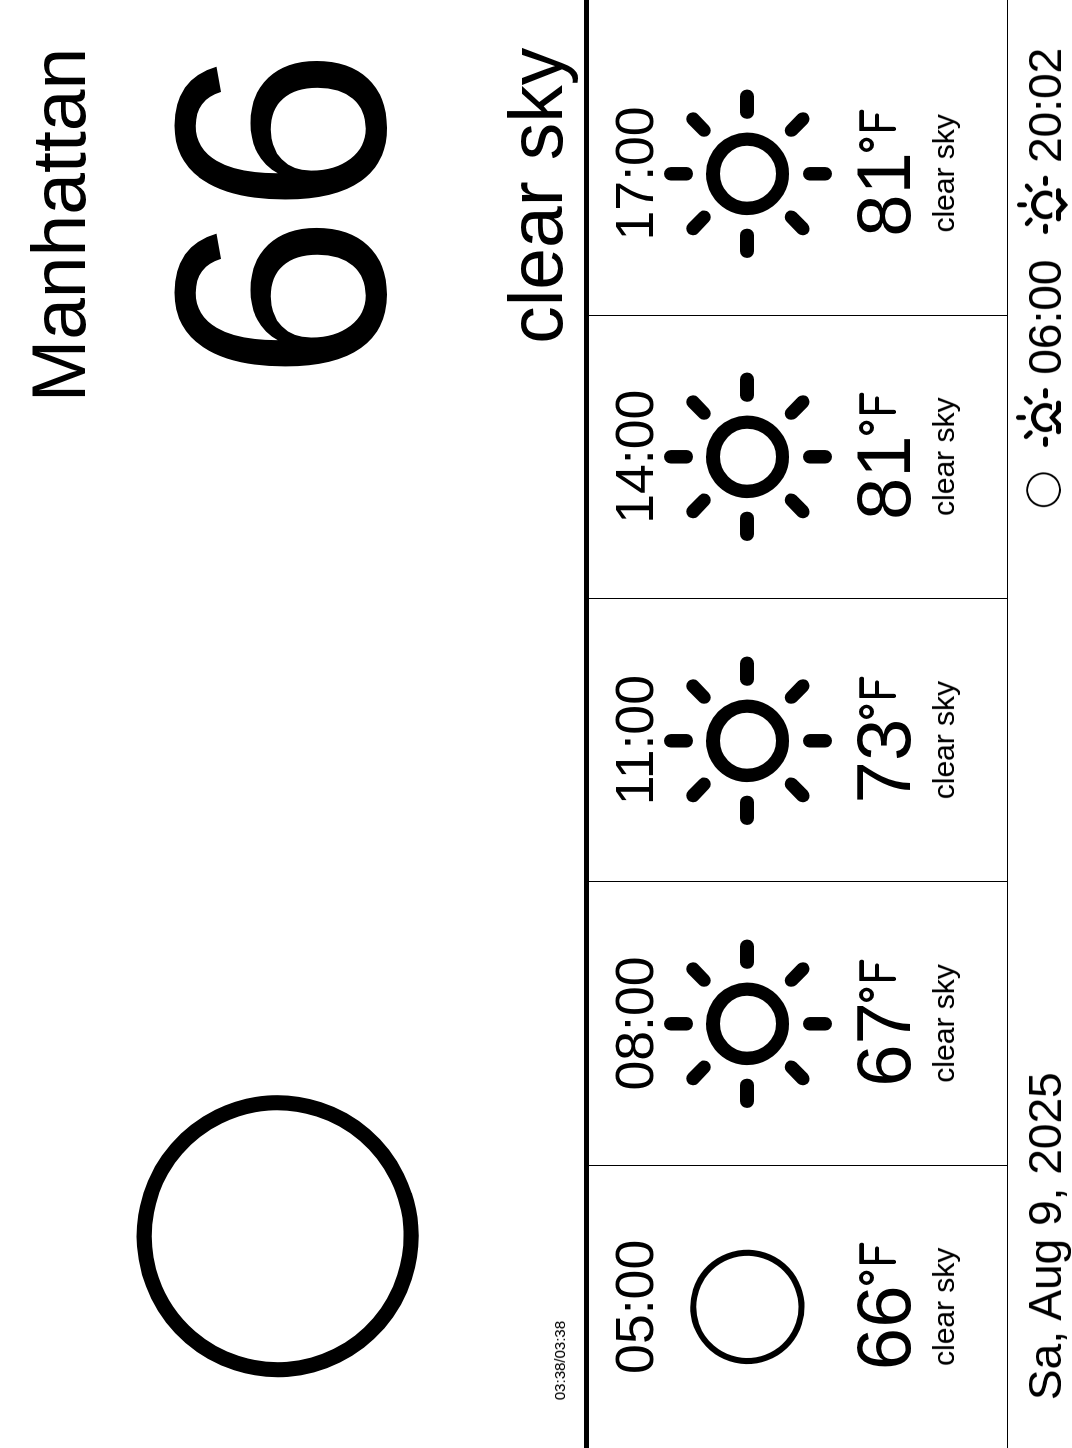 Manhattan
66
clear sky
03:38/03:38
05:00 08:00 11:00 14:00 17:00
66°F 67°F 73°F 81°F 81°F
clear sky clear sky clear sky clear sky clear sky
Sa, Aug 9, 2025 06:00 20:02